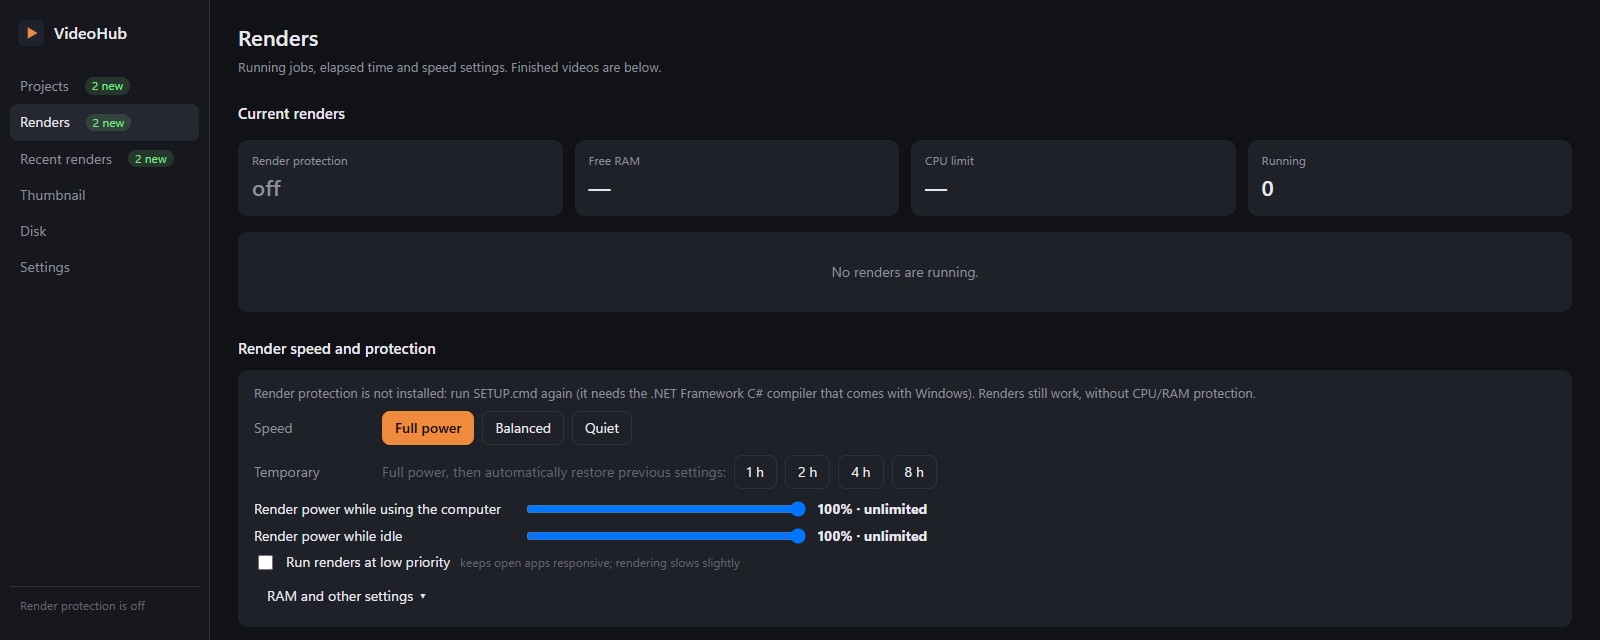 VideoHub
Projects 2 new
Renders 2 new
Recent renders 2 new
Thumbnail
Disk
Settings
Render protection is off
Renders
Running jobs, elapsed time and speed settings. Finished videos are below.
Current renders
Render protection
off
Free RAM
—
CPU limit
—
Running
0
No renders are running.
Render speed and protection
Render protection is not installed: run SETUP.cmd again (it needs the .NET Framework C# compiler that comes with Windows). Renders still work, without CPU/RAM protection.
Speed Full power Balanced Quiet
Temporary Full power, then automatically restore previous settings: 1 h 2 h 4 h 8 h
Render power while using the computer 100% · unlimited
Render power while idle 100% · unlimited
Run renders at low priority keeps open apps responsive; rendering slows slightly
RAM and other settings ▾